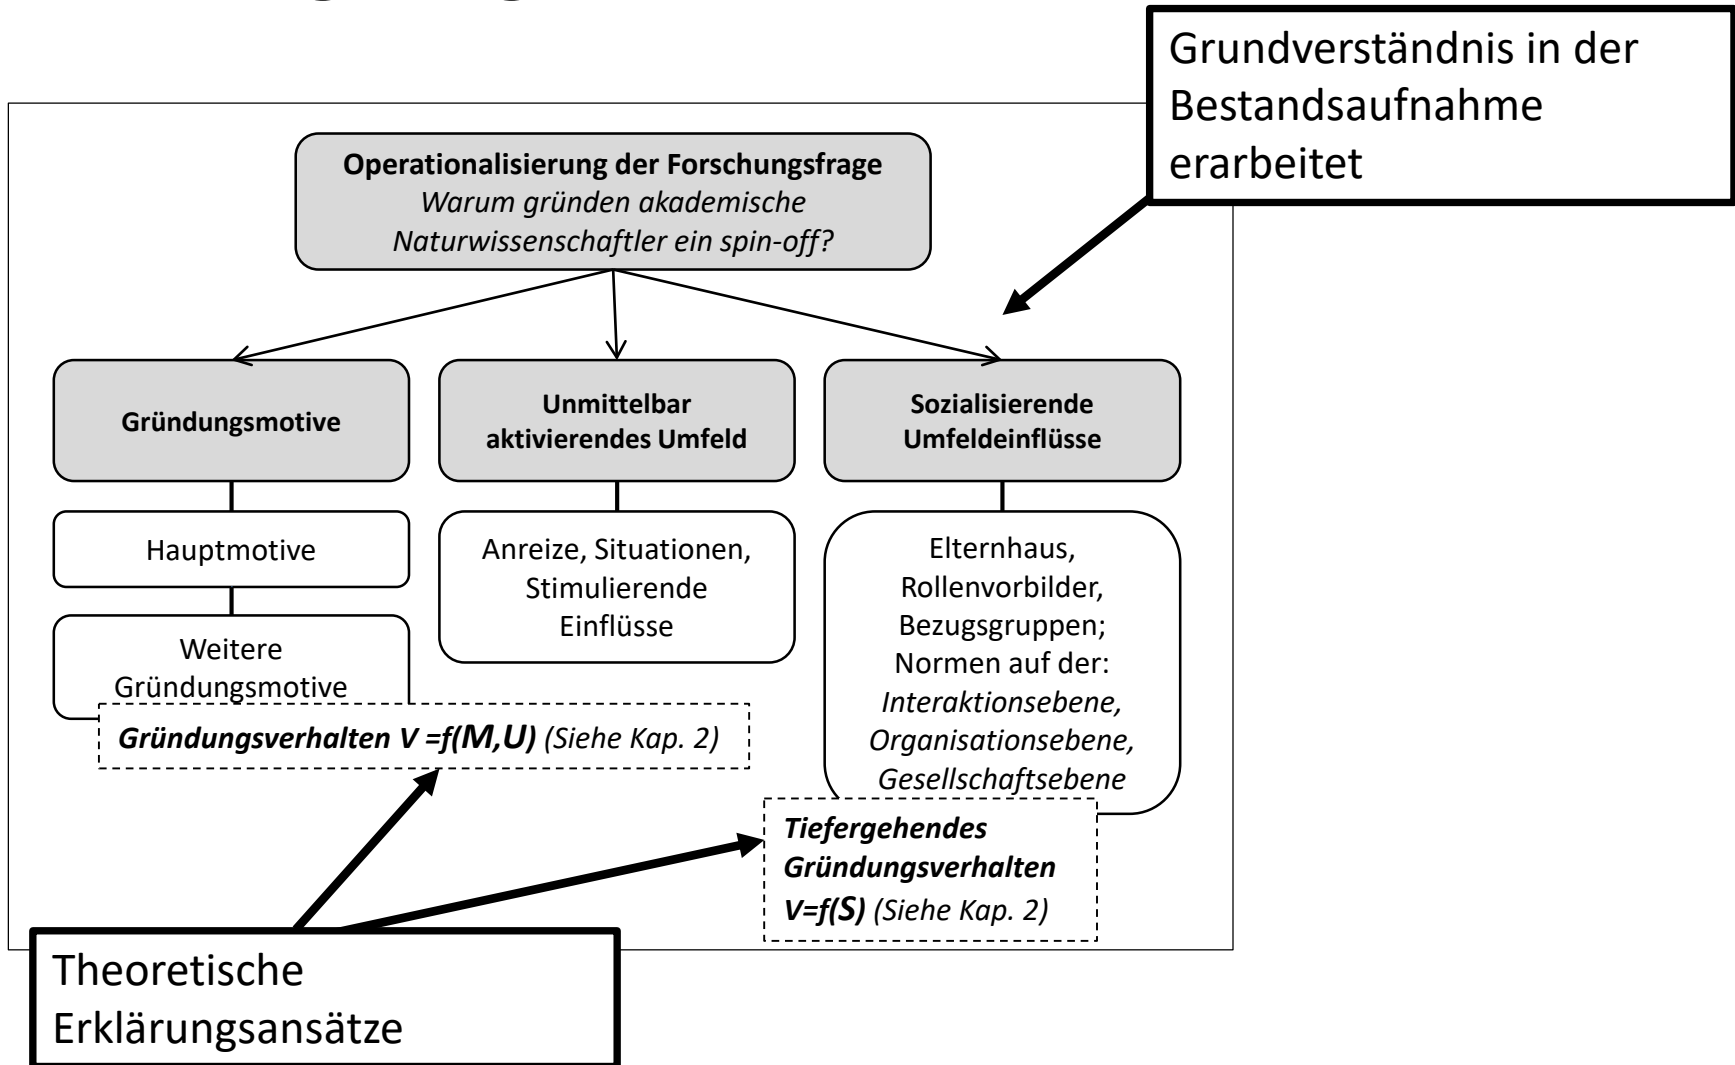 Grundverständnis in der
Bestandsaufnahme
erarbeitet
Operationalisierung der Forschungsfrage
Warum gründen akademische
Naturwissenschaftler ein spin-off?
Gründungsmotive
Unmittelbar
aktivierendes Umfeld
Sozialisierende
Umfeldeinflüsse
Hauptmotive
Weitere
Gründungsmotive
Anreize, Situationen,
Stimulierende
Einflüsse
Elternhaus,
Rollenvorbilder,
Bezugsgruppen;
Normen auf der:
Interaktionsebene,
Organisationsebene,
Gesellschaftsebene
Gründungsverhalten V =f(M,U) (Siehe Kap. 2)
Tiefergehendes
Gründungsverhalten
V=f(S) (Siehe Kap. 2)
Theoretische
Erklärungsansätze